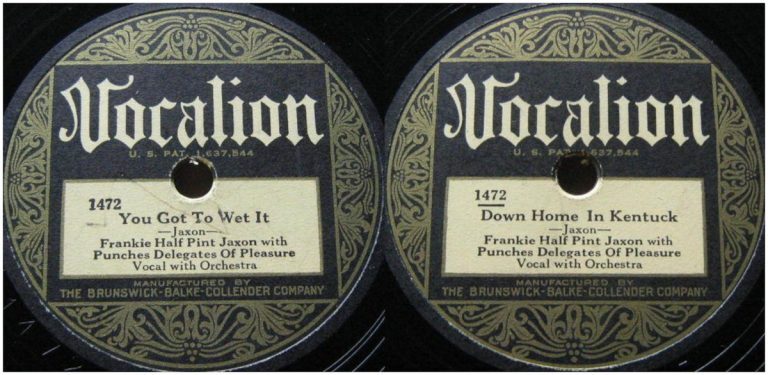 Vocalion
U. S. PAT. 1,637,544
1472
You Got To Wet It
—Jaxon—
Frankie Half Pint Jaxon with
Punches Delegates Of Pleasure
Vocal with Orchestra
MANUFACTURED BY
THE BRUNSWICK-BALKE-COLLENDER COMPANY
Vocalion
U. S. PAT. 1,637,544
1472
Down Home In Kentuck
—Jaxon—
Frankie Half Pint Jaxon with
Punches Delegates Of Pleasure
Vocal with Orchestra
MANUFACTURED BY
THE BRUNSWICK-BALKE-COLLENDER COMPANY